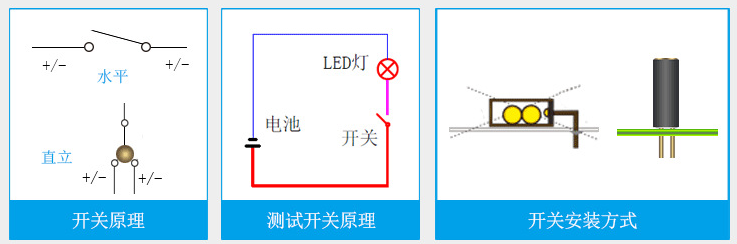 +/-
+/-
水平
直立
+/-
+/-
开关原理
LED灯
电池
开关
测试开关原理
开关安装方式